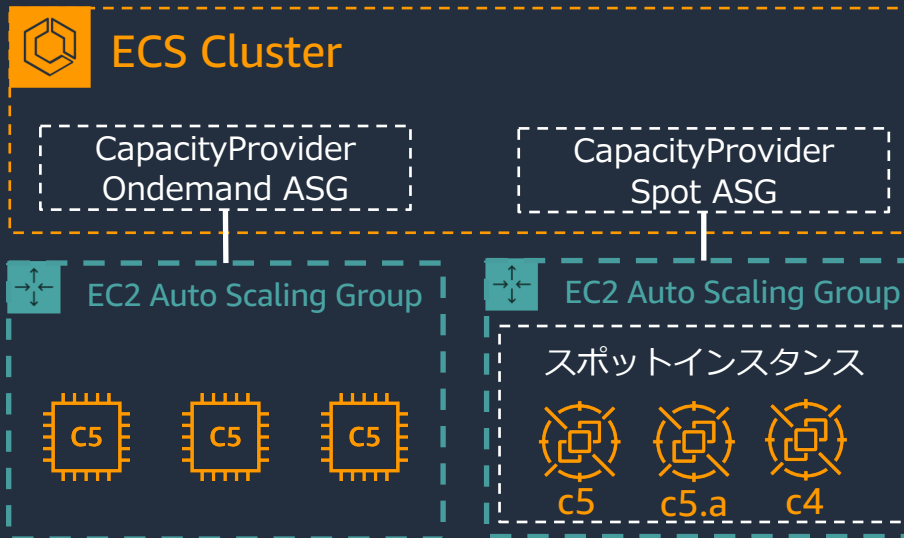 ECS Cluster
CapacityProvider
Ondemand ASG
CapacityProvider
Spot ASG
EC2 Auto Scaling Group
EC2 Auto Scaling Group
スポットインスタンス
C5
C5
C5
c5
c5.a
c4